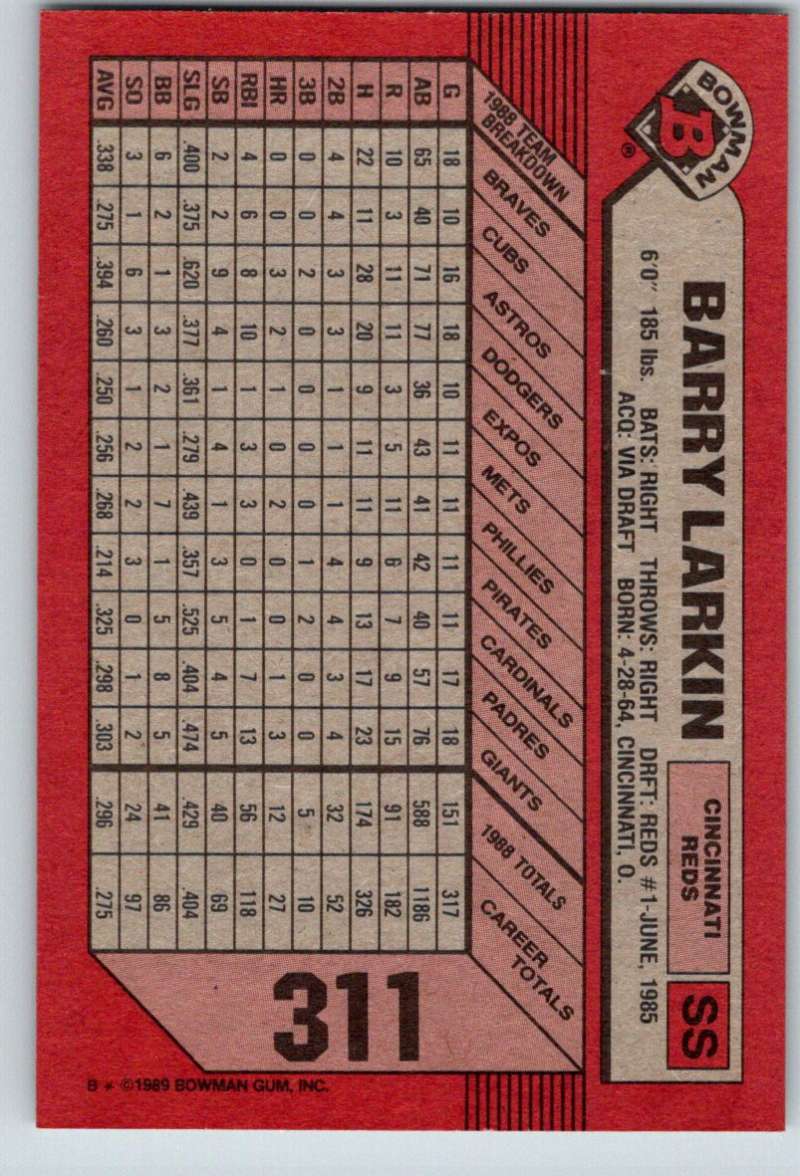 BOWMAN
B
®
BARRY LARKIN
CINCINNATI
REDS
SS
6'0" 185 lbs. BATS: RIGHT THROWS: RIGHT DRFT: REDS #1-JUNE, 1985
ACQ: VIA DRAFT BORN: 4-28-64, CINCINNATI, O.
1988 TEAM
BREAKDOWN
BRAVES
CUBS
ASTROS
DODGERS
EXPOS
METS
PHILLIES
PIRATES
CARDINALS
PADRES
GIANTS
1988 TOTALS
CAREER
TOTALS
G 18 10 16 18 10 11 11 11 11 17 18 151 317
AB 65 40 71 77 36 43 41 42 40 57 76 588 1186
R 10 3 11 11 3 5 11 6 7 9 15 91 182
H 22 11 28 20 9 11 11 9 13 17 23 174 326
2B 4 4 3 3 1 1 1 4 4 3 4 32 52
3B 0 0 2 0 0 0 0 1 2 0 0 5 10
HR 0 0 3 2 1 0 2 0 0 1 3 12 27
RBI 4 6 8 10 1 3 3 0 1 7 13 56 118
SB 2 2 9 4 1 4 1 3 5 4 5 40 69
SLG .400 .375 .620 .377 .361 .279 .439 .357 .525 .404 .474 .429 .404
BB 6 2 1 3 2 1 7 1 5 8 5 41 86
SO 3 1 6 3 1 2 2 3 0 1 2 24 97
AVG .338 .275 .394 .260 .250 .256 .268 .214 .325 .298 .303 .296 .275
311
B * ©1989 BOWMAN GUM, INC.